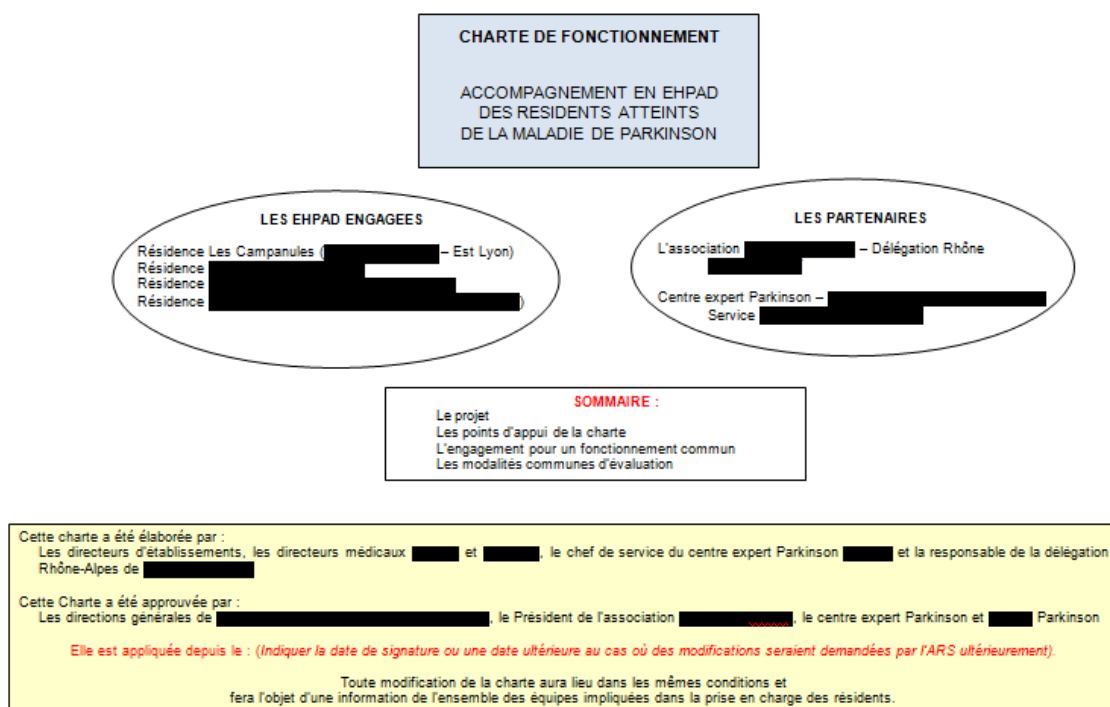 CHARTE DE FONCTIONNEMENT
ACCOMPAGNEMENT EN EHPAD
DES RESIDENTS ATTEINTS
DE LA MALADIE DE PARKINSON
LES EHPAD ENGAGEES
Résidence Les Campanules ( – Est Lyon)
Résidence
Résidence
Résidence )
LES PARTENAIRES
L'association – Délégation Rhône
Centre expert Parkinson –
Service
SOMMAIRE :
Le projet
Les points d'appui de la charte
L'engagement pour un fonctionnement commun
Les modalités communes d'évaluation
Cette charte a été élaborée par :
Les directeurs d'établissements, les directeurs médicaux et , le chef de service du centre expert Parkinson et la responsable de la délégation
Rhône-Alpes de
Cette Charte a été approuvée par :
Les directions générales de , le Président de l'association , le centre expert Parkinson et Parkinson
Elle est appliquée depuis le : (Indiquer la date de signature ou une date ultérieure au cas où des modifications seraient demandées par l'ARS ultérieurement).
Toute modification de la charte aura lieu dans les mêmes conditions et
fera l'objet d'une information de l'ensemble des équipes impliquées dans la prise en charge des résidents.